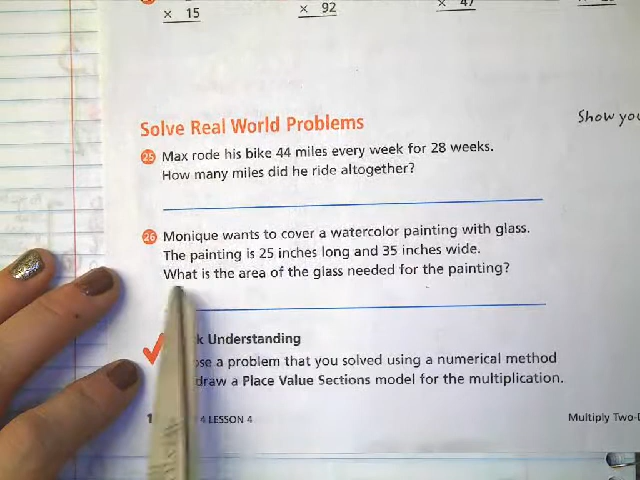 × 15
× 92
× 47
Solve Real World Problems
Show you
25 Max rode his bike 44 miles every week for 28 weeks.
How many miles did he ride altogether?
26 Monique wants to cover a watercolor painting with glass.
The painting is 25 inches long and 35 inches wide.
What is the area of the glass needed for the painting?
k Understanding
ose a problem that you solved using a numerical method
draw a Place Value Sections model for the multiplication.
4 LESSON 4
Multiply Two-